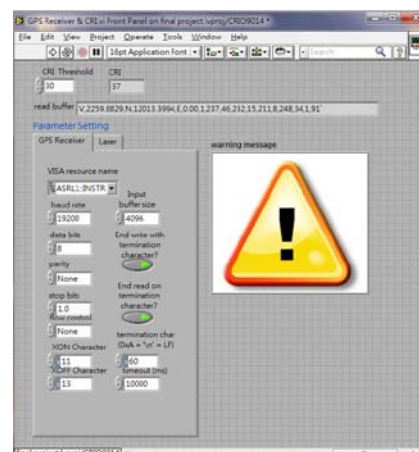 GPS Receiver & CRI.vi Front Panel on final project.lvproj/CRIO9014 *
File Edit View Project Operate Tools Window Help
16pt Application Font
Search
CRI Threshold CRI
30 37
read buffer V,2259.6829,N,12013.3994,E,0.00,1,237,46,232,15,211,8,248,34,1,91"
Parameter Setting
GPS Receiver Laser
warning message
VISA resource name
ASRL1::INSTR
Input
baud rate buffer size
19200 4096
data bits End write with
8 termination
character?
parity
None
End read on
stop bits termination
1.0 character?
flow control
None termination char
XON Character (0xA = '\n' = LF)
11 60
XOFF Character timeout (ms)
13 10000